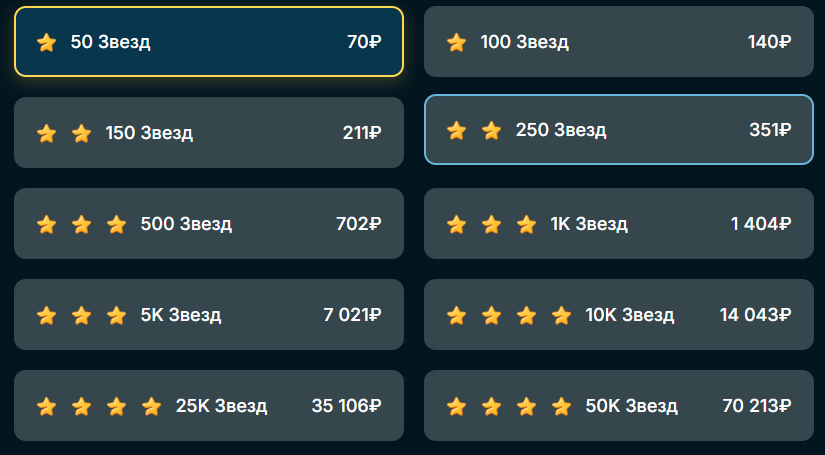 50 Звезд 70₽
100 Звезд 140₽
150 Звезд 211₽
250 Звезд 351₽
500 Звезд 702₽
1K Звезд 1 404₽
5K Звезд 7 021₽
10K Звезд 14 043₽
25K Звезд 35 106₽
50K Звезд 70 213₽